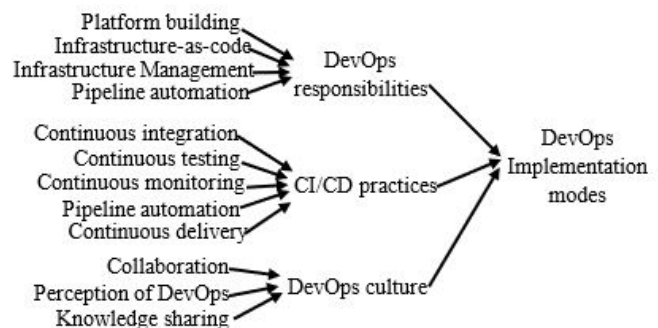 Platform building
Infrastructure-as-code
Infrastructure Management
Pipeline automation
DevOps
responsibilities
Continuous integration
Continuous testing
Continuous monitoring
Pipeline automation
Continuous delivery
CI/CD practices
Collaboration
Perception of DevOps
Knowledge sharing
DevOps culture
DevOps
Implementation
modes